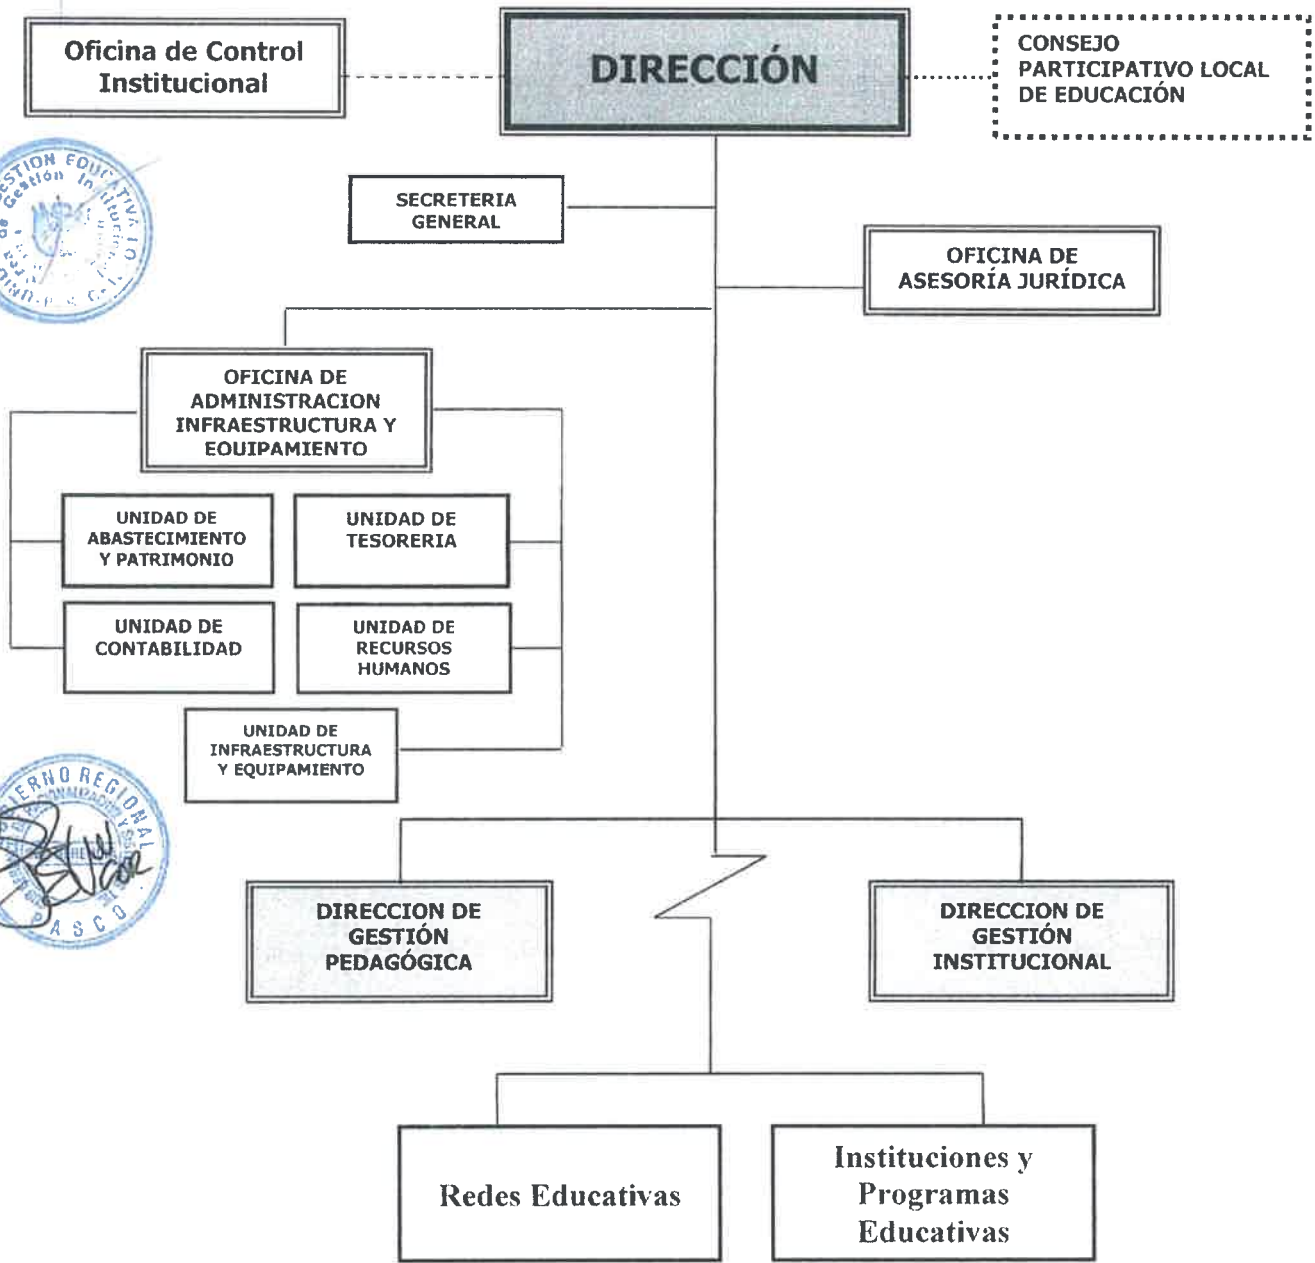 Oficina de Control
Institucional
DIRECCIÓN
CONSEJO
PARTICIPATIVO LOCAL
DE EDUCACIÓN
SECRETERIA
GENERAL
OFICINA DE
ASESORÍA JURÍDICA
OFICINA DE
ADMINISTRACION
INFRAESTRUCTURA Y
EQUIPAMIENTO
UNIDAD DE
ABASTECIMIENTO
Y PATRIMONIO
UNIDAD DE
TESORERIA
UNIDAD DE
CONTABILIDAD
UNIDAD DE
RECURSOS
HUMANOS
UNIDAD DE
INFRAESTRUCTURA
Y EQUIPAMIENTO
REGIONAL
PASCO
DIRECCION DE
GESTIÓN
PEDAGÓGICA
DIRECCION DE
GESTIÓN
INSTITUCIONAL
Redes Educativas
Instituciones y
Programas
Educativas